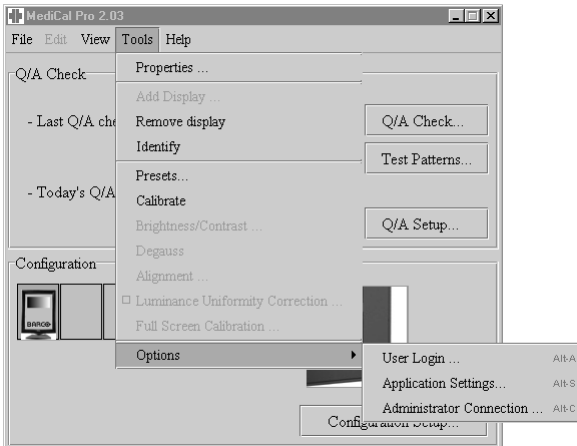 MediCal Pro 2.03
File Edit View Tools Help
Q/A Check
- Last Q/A che
- Today's Q/A
Properties ...
Add Display ...
Remove display
Identify
Presets...
Calibrate
Brightness/Contrast ...
Degauss
Alignment ...
Luminance Uniformity Correction ...
Full Screen Calibration ...
Options
Q/A Check...
Test Patterns...
Q/A Setup...
Configuration
BARCO
User Login ... Alt-A
Application Settings... Alt-S
Administrator Connection ... Alt-C
Configuration Setup...